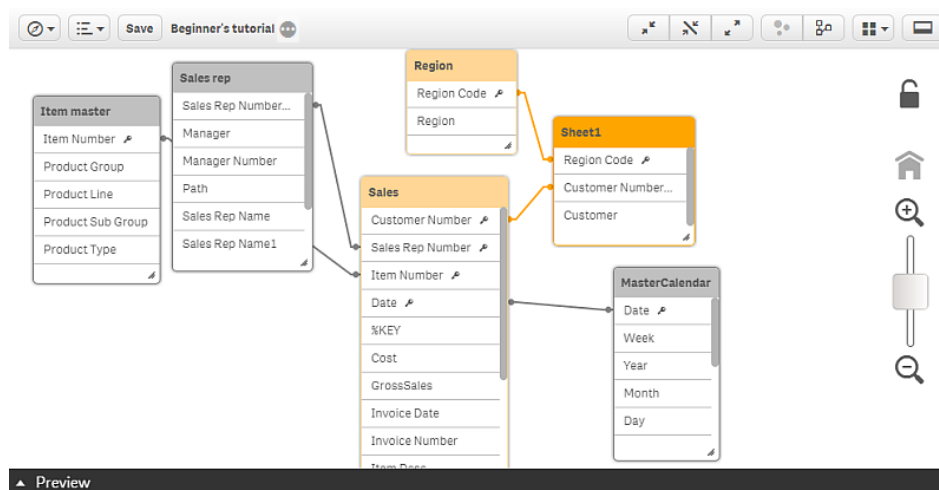 Save
Beginner's tutorial
Item master
Item Number
Product Group
Product Line
Product Sub Group
Product Type
Sales rep
Sales Rep Number...
Manager
Manager Number
Path
Sales Rep Name
Sales Rep Name1
Region
Region Code
Region
Sales
Customer Number
Sales Rep Number
Item Number
Date
%KEY
Cost
GrossSales
Invoice Date
Invoice Number
Item Desc
Sheet1
Region Code
Customer Number...
Customer
MasterCalendar
Date
Week
Year
Month
Day
Preview